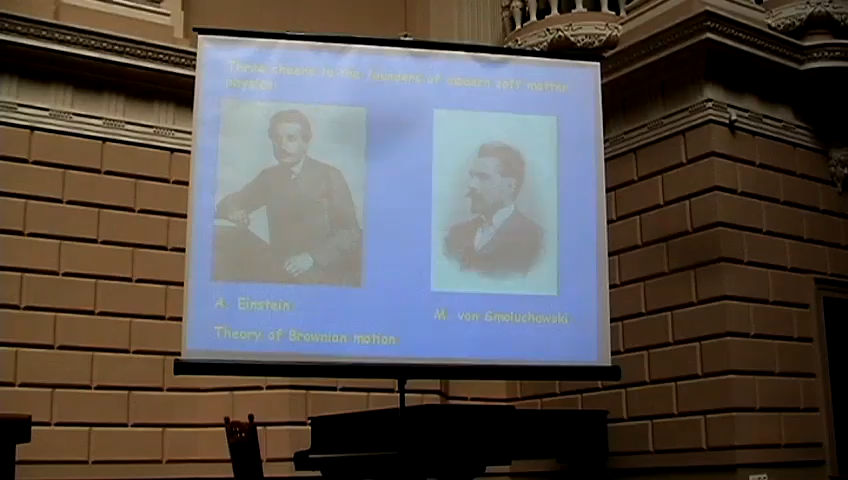 Three cheers to the founders of modern soft matter
physics:
A. Einstein
M. von Smoluchowski
Theory of Brownian motion